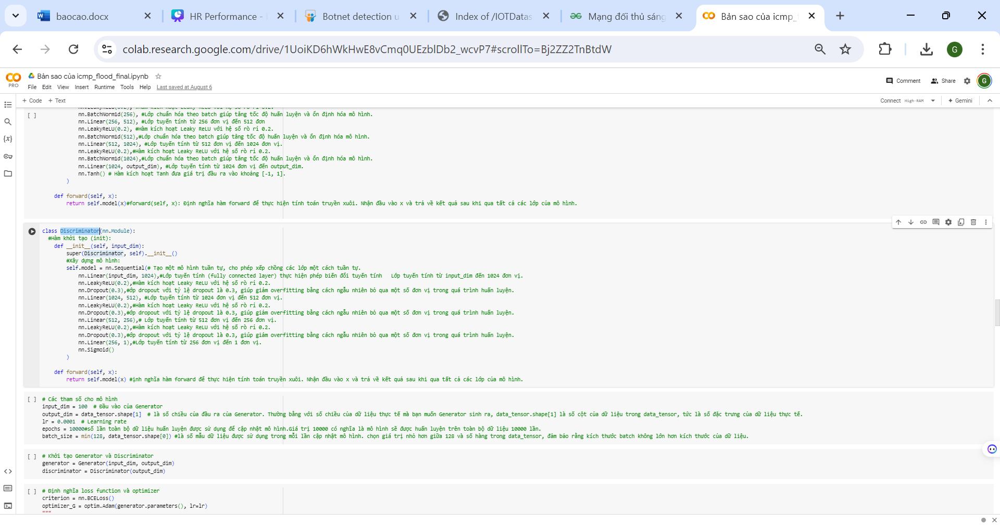 baocao.docx
HR Performance -
Botnet detection u
Index of /IOTDatas
Mạng đối thủ sáng
Bản sao của icmp_f
colab.research.google.com/drive/1UoiKD6hWkHwE8vCmq0UEzblDb2_wcvP7#scrollTo=Bj2ZZ2TnBtdW
G
CO
PRO
Bản sao của icmp_flood_final.ipynb
File Edit View Insert Runtime Tools Help Last saved at August 6
Comment
Share
G
+ Code + Text
Connect High-RAM
Gemini
[ ]
nn.BatchNorm1d(256), #Lớp chuẩn hóa theo batch giúp tăng tốc độ huấn luyện và ổn định hóa mô hình.
nn.Linear(256, 512), #Lớp tuyến tính từ 256 đơn vị đến 512 đơn
nn.LeakyReLU(0.2), #Hàm kích hoạt Leaky ReLU với hệ số rò rỉ 0.2.
nn.BatchNorm1d(512),#Lớp chuẩn hóa theo batch giúp tăng tốc độ huấn luyện và ổn định hóa mô hình.
nn.Linear(512, 1024), #Lớp tuyến tính từ 512 đơn vị đến 1024 đơn vị.
nn.LeakyReLU(0.2),#Hàm kích hoạt Leaky ReLU với hệ số rò rỉ 0.2.
nn.BatchNorm1d(1024),#Lớp chuẩn hóa theo batch giúp tăng tốc độ huấn luyện và ổn định hóa mô hình.
nn.Linear(1024, output_dim), #Lớp tuyến tính từ 1024 đơn vị đến output_dim.
nn.Tanh() # Hàm kích hoạt Tanh đưa giá trị đầu ra vào khoảng [-1, 1].
)
def forward(self, x):
return self.model(x)#forward(self, x): Định nghĩa hàm forward để thực hiện tính toán truyền xuôi. Nhận đầu vào x và trả về kết quả sau khi qua tất cả các lớp của mô hình.
class Discriminator(nn.Module):
#Hàm khởi tạo (init):
def __init__(self, input_dim):
super(Discriminator, self).__init__()
#Xây dựng mô hình:
self.model = nn.Sequential(# Tạo một mô hình tuần tự, cho phép xếp chồng các lớp một cách tuần tự.
nn.Linear(input_dim, 1024),#Lớp tuyến tính (fully connected layer) thực hiện phép biến đổi tuyến tính   Lớp tuyến tính từ input_dim đến 1024 đơn vị.
nn.LeakyReLU(0.2),#Hàm kích hoạt Leaky ReLU với hệ số rò rỉ 0.2.
nn.Dropout(0.3),#ớp dropout với tỷ lệ dropout là 0.3, giúp giảm overfitting bằng cách ngẫu nhiên bỏ qua một số đơn vị trong quá trình huấn luyện.
nn.Linear(1024, 512), #Lớp tuyến tính từ 1024 đơn vị đến 512 đơn vị.
nn.LeakyReLU(0.2),#Hàm kích hoạt Leaky ReLU với hệ số rò rỉ 0.2.
nn.Dropout(0.3),#ớp dropout với tỷ lệ dropout là 0.3, giúp giảm overfitting bằng cách ngẫu nhiên bỏ qua một số đơn vị trong quá trình huấn luyện.
nn.Linear(512, 256),# Lớp tuyến tính từ 512 đơn vị đến 256 đơn vị.
nn.LeakyReLU(0.2),#Hàm kích hoạt Leaky ReLU với hệ số rò rỉ 0.2.
nn.Dropout(0.3),#ớp dropout với tỷ lệ dropout là 0.3, giúp giảm overfitting bằng cách ngẫu nhiên bỏ qua một số đơn vị trong quá trình huấn luyện.
nn.Linear(256, 1),#Lớp tuyến tính từ 256 đơn vị đến 1 đơn vị.
nn.Sigmoid()
)
def forward(self, x):
return self.model(x) #ịnh nghĩa hàm forward để thực hiện tính toán truyền xuôi. Nhận đầu vào x và trả về kết quả sau khi qua tất cả các lớp của mô hình.
[ ] # Các tham số cho mô hình
input_dim = 100  # Đầu vào của Generator
output_dim = data_tensor.shape[1]  # là số chiều của đầu ra của Generator. Thường bằng với số chiều của dữ liệu thực tế mà bạn muốn Generator sinh ra, data_tensor.shape[1] là số cột của dữ liệu trong data_tensor, tức là số đặc trưng của dữ liệu thực tế.
lr = 0.0001  # Learning rate
epochs = 10000#số lần toàn bộ dữ liệu huấn luyện được sử dụng để cập nhật mô hình.Giá trị 10000 có nghĩa là mô hình sẽ được huấn luyện trên toàn bộ dữ liệu 10000 lần.
batch_size = min(128, data_tensor.shape[0]) #là số mẫu dữ liệu được sử dụng trong mỗi lần cập nhật mô hình. chọn giá trị nhỏ hơn giữa 128 và số hàng trong data_tensor, đảm bảo rằng kích thước batch không lớn hơn kích thước của dữ liệu.
[ ] # Khởi tạo Generator và Discriminator
generator = Generator(input_dim, output_dim)
discriminator = Discriminator(output_dim)
[ ] # Định nghĩa loss function và optimizer
criterion = nn.BCELoss()
optimizer_G = optim.Adam(generator.parameters(), lr=lr)
"""